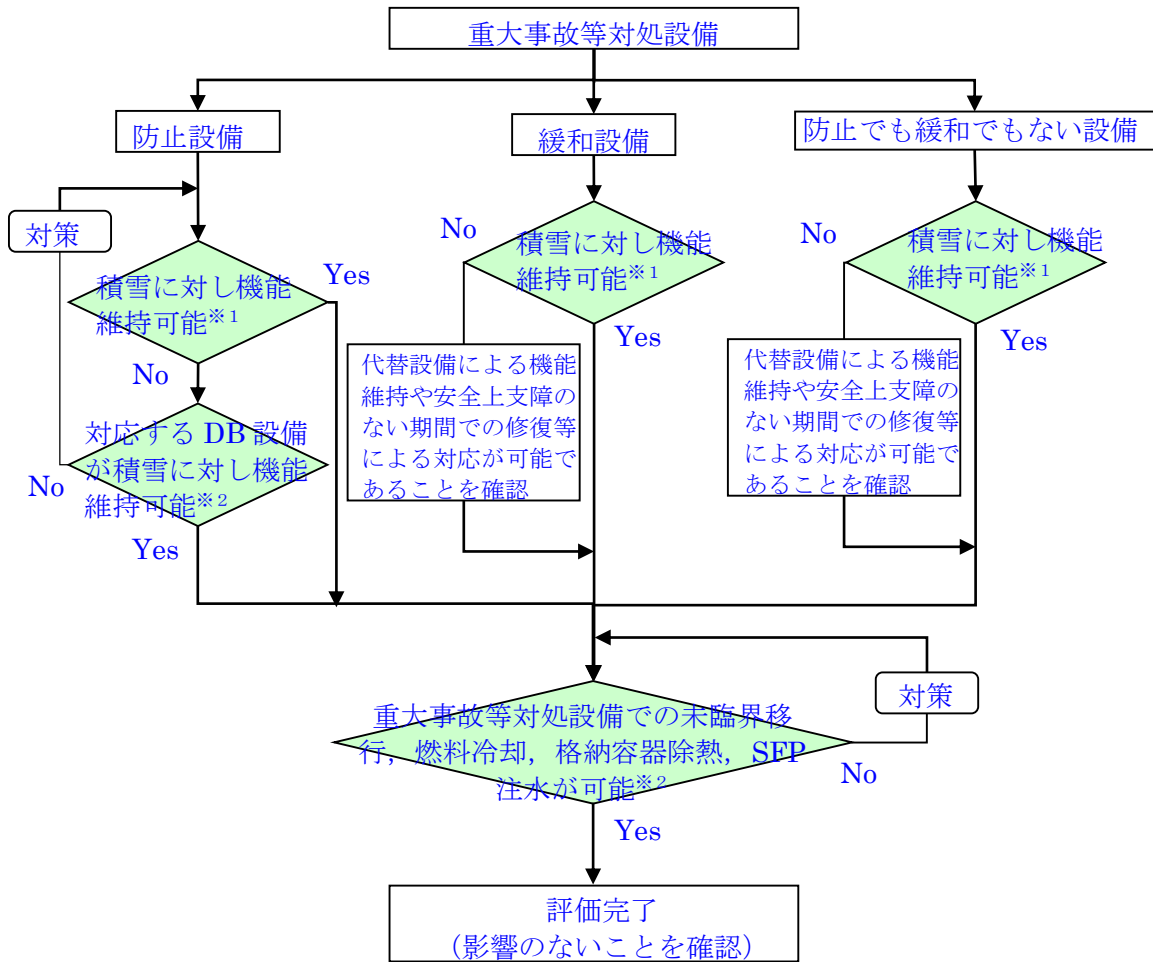 重大事故等対処設備
防止設備
緩和設備
防止でも緩和でもない設備
対策
積雪に対し機能
維持可能※1
Yes
No
対応する DB 設備
が積雪に対し機能
維持可能※2
No
Yes
No
積雪に対し機能
維持可能※1
Yes
代替設備による機能
維持や安全上支障の
ない期間での修復等
による対応が可能で
あることを確認
No
積雪に対し機能
維持可能※1
Yes
代替設備による機能
維持や安全上支障の
ない期間での修復等
による対応が可能で
あることを確認
対策
重大事故等対処設備での未臨界移
行，燃料冷却，格納容器除熱，SFP
注水が可能※2
No
Yes
評価完了
（影響のないことを確認）